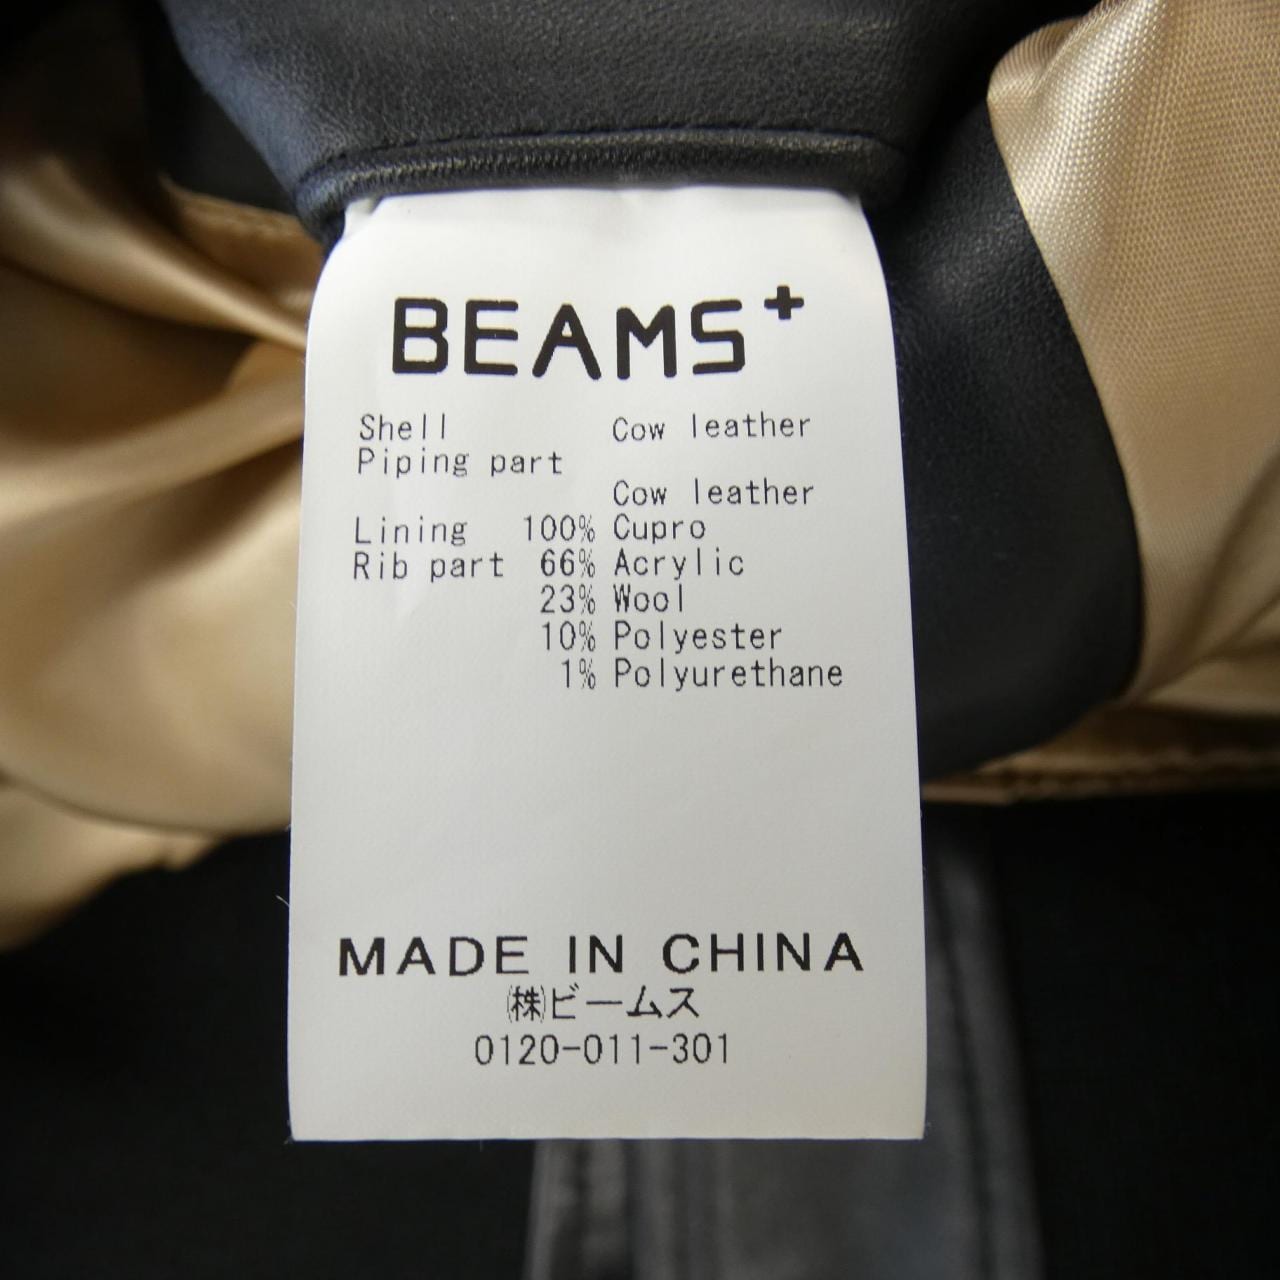 BEAMS+
Shell Cow leather
Piping part
Cow leather
Lining 100% Cupro
Rib part 66% Acrylic
23% Wool
10% Polyester
1% Polyurethane
MADE IN CHINA
㈱ビームス
0120-011-301